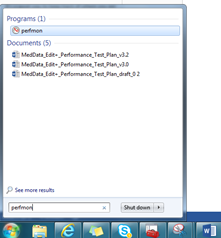 Programs (1)
perfmon
Documents (5)
MedData_Edit+_Performance_Test_Plan_v3.2
MedData_Edit+_Performance_Test_Plan_v3.0
MedData_Edit+_Performance_Test_Plan_draft_0 2
See more results
perfmon
Shut down